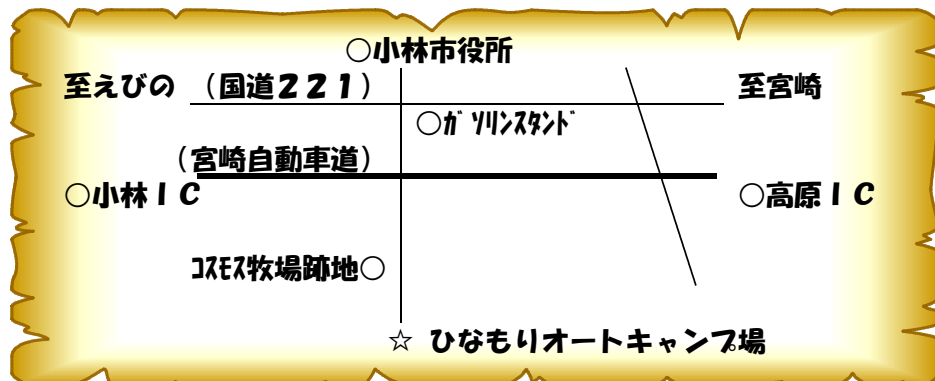 ○小林市役所
至えびの （国道２２１） 至宮崎
○ｶﾞｿﾘﾝｽﾀﾝﾄﾞ
（宮崎自動車道）
○小林ＩＣ ○高原ＩＣ
ｺｽﾓｽ牧場跡地○
☆ ひなもりオートキャンプ場